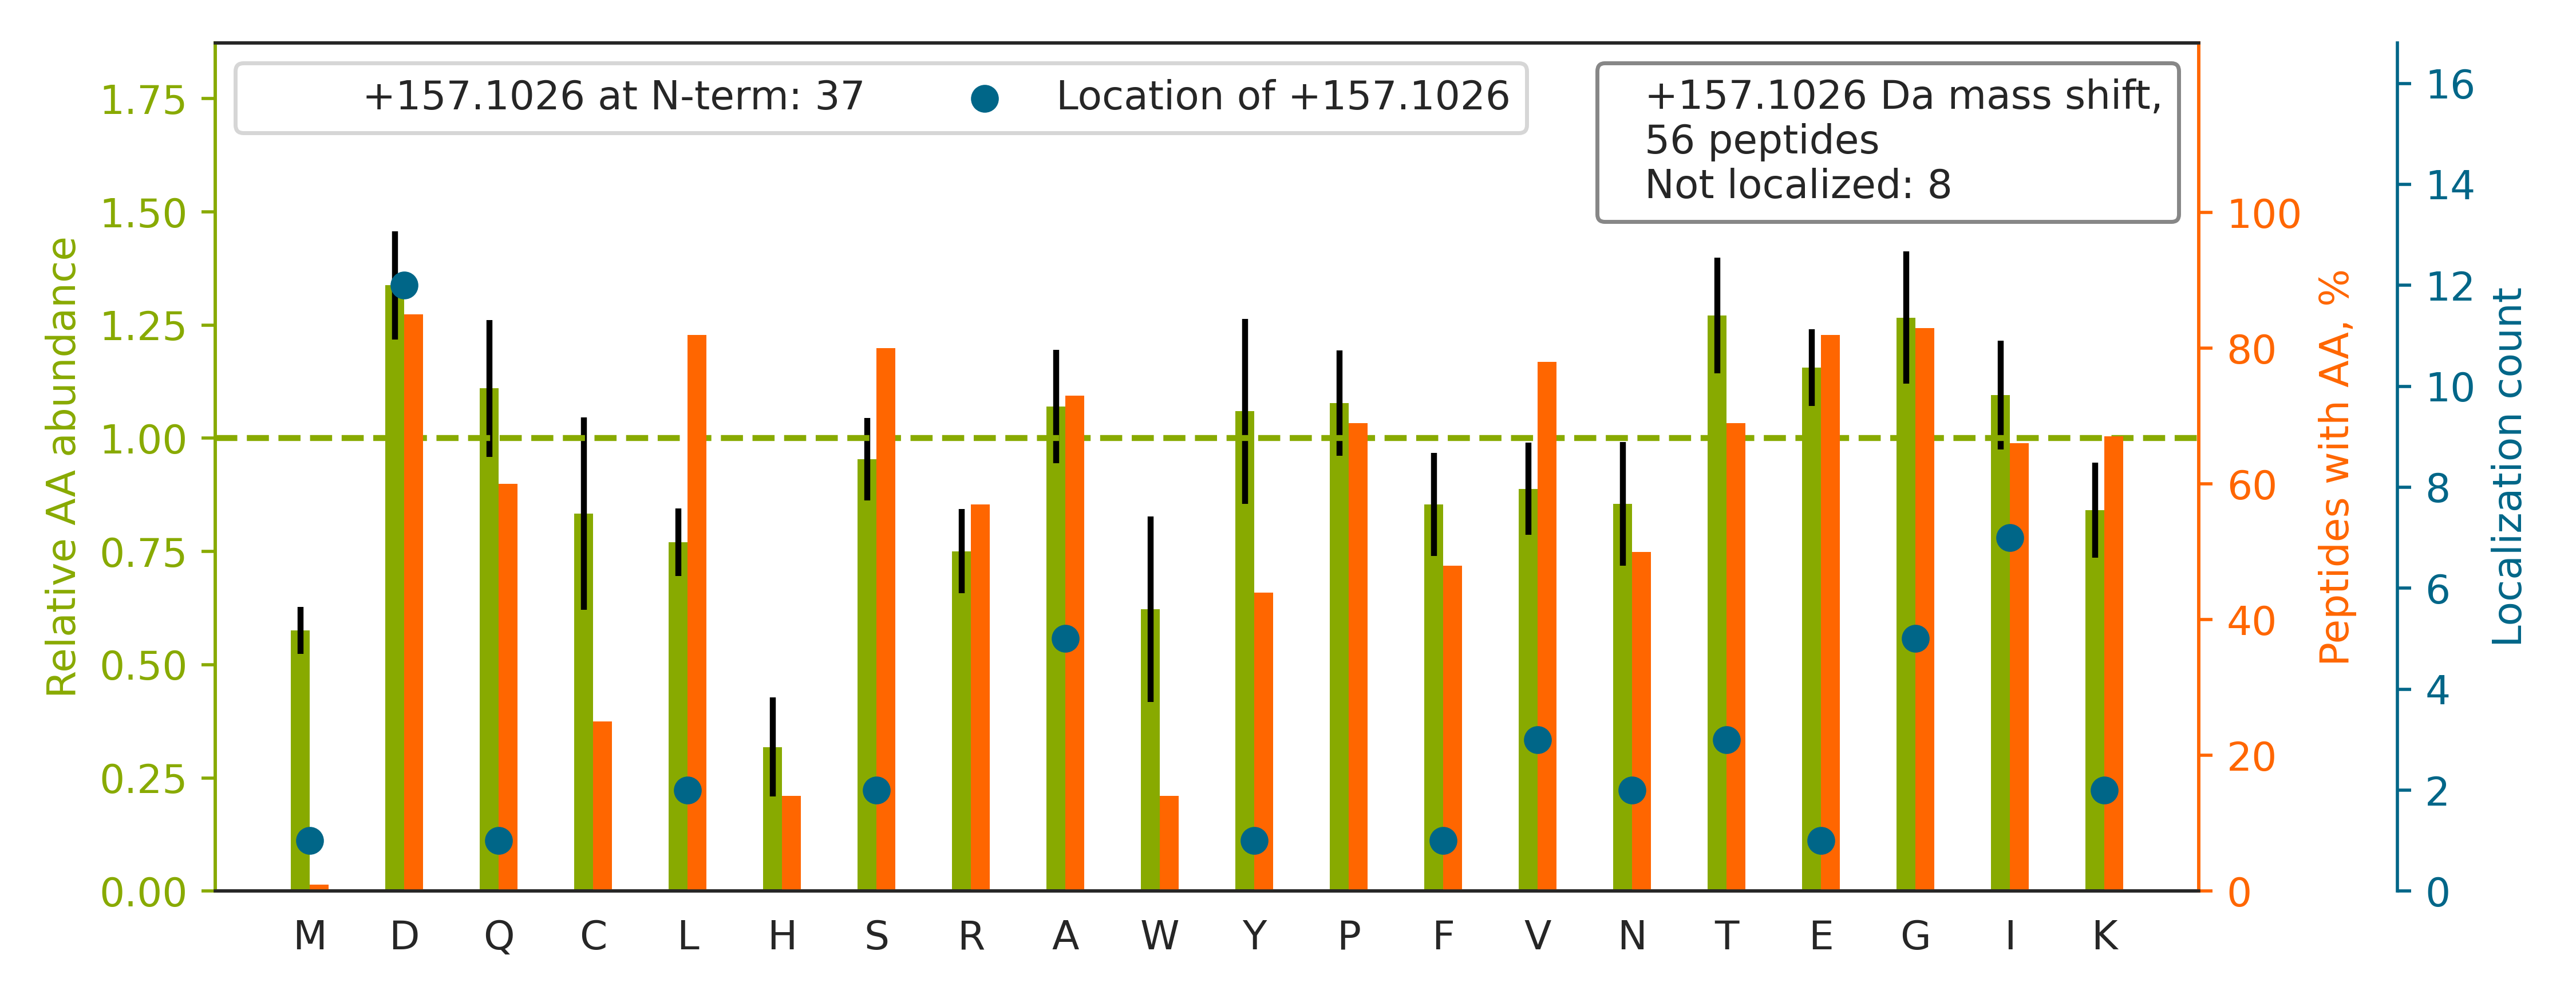 +157.1026 at N-term: 37
Location of +157.1026
+157.1026 Da mass shift,
56 peptides
Not localized: 8
Relative AA abundance
1.75
1.50
1.25
1.00
0.75
0.50
0.25
0.00
M D Q C L H S R A W Y P F V N T E G I K
100
80
60
40
20
0
Peptides with AA, %
16
14
12
10
8
6
4
2
0
Localization count